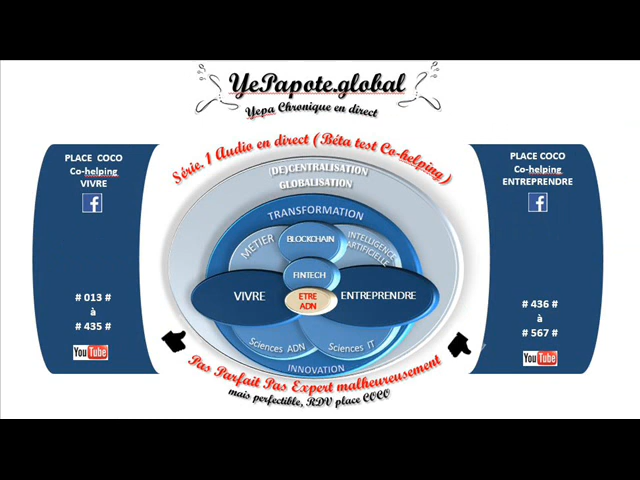 YePapote.global
Yepa Chronique en direct
Série. 1 Audio en direct (Béta test Co-helping)
PLACE COCO
Co-helping
VIVRE
# 013 #
à
# 435 #
YouTube
(DE)CENTRALISATION
GLOBALISATION
TRANSFORMATION
METIER
BLOCKCHAIN
INTELLIGENCE
ARTIFICIELLE
FINTECH
VIVRE
ETRE
ADN
ENTREPRENDRE
Sciences ADN
Sciences IT
INNOVATION
PLACE COCO
Co-helping
ENTREPRENDRE
# 436 #
à
# 567 #
YouTube
Pas Parfait Pas Expert malheureusement
mais perfectible, RDV place COCO